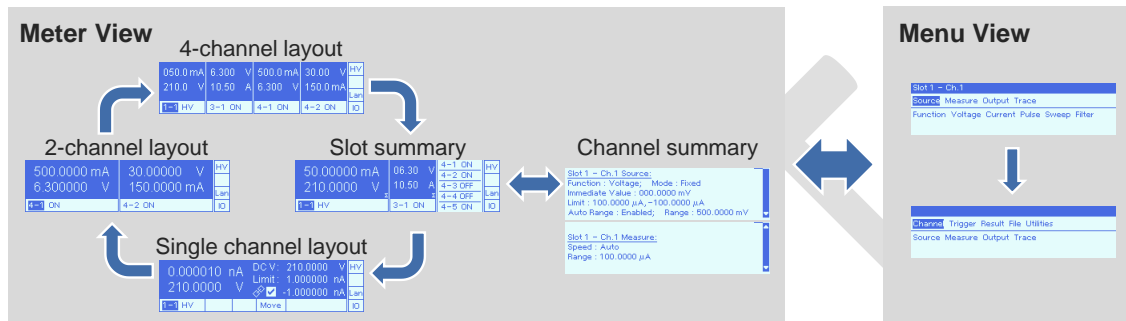 Meter View
4-channel layout
050.0 mA 6.300 V 500.0 mA 30.00 V HV
210.0 V 10.50 A 6.300 V 150.0 mA
Lan
1-1 HV 3-1 ON 4-1 ON 4-2 ON IO
2-channel layout
500.0000 mA 30.00000 V HV
6.300000 V 150.0000 mA
Lan
4-1 ON 4-2 ON IO
Slot summary
50.00000 mA 06.30 V 4-1 ON HV
4-2 ON
210.0000 V 10.50 A 4-3 OFF
4-4 OFF Lan
1-1 HV 3-1 ON 4-5 ON IO
Single channel layout
0.000010 nA DC V: 210.0000 V HV
210.0000 V Limit: 1.000000 nA
-1.000000 nA Lan
1-1 HV Move IO
Channel summary
Slot 1 - Ch.1 Source:
Function : Voltage; Mode : Fixed
Immediate Value : 000.0000 mV
Limit : 100.0000 µA,-100.0000 µA
Auto Range : Enabled; Range : 500.0000 mV
Slot 1 - Ch.1 Measure:
Speed : Auto
Range : 100.0000 µA
Menu View
Slot 1 - Ch.1
Source Measure Output Trace
Function Voltage Current Pulse Sweep Filter
Channel Trigger Result File Utilities
Source Measure Output Trace